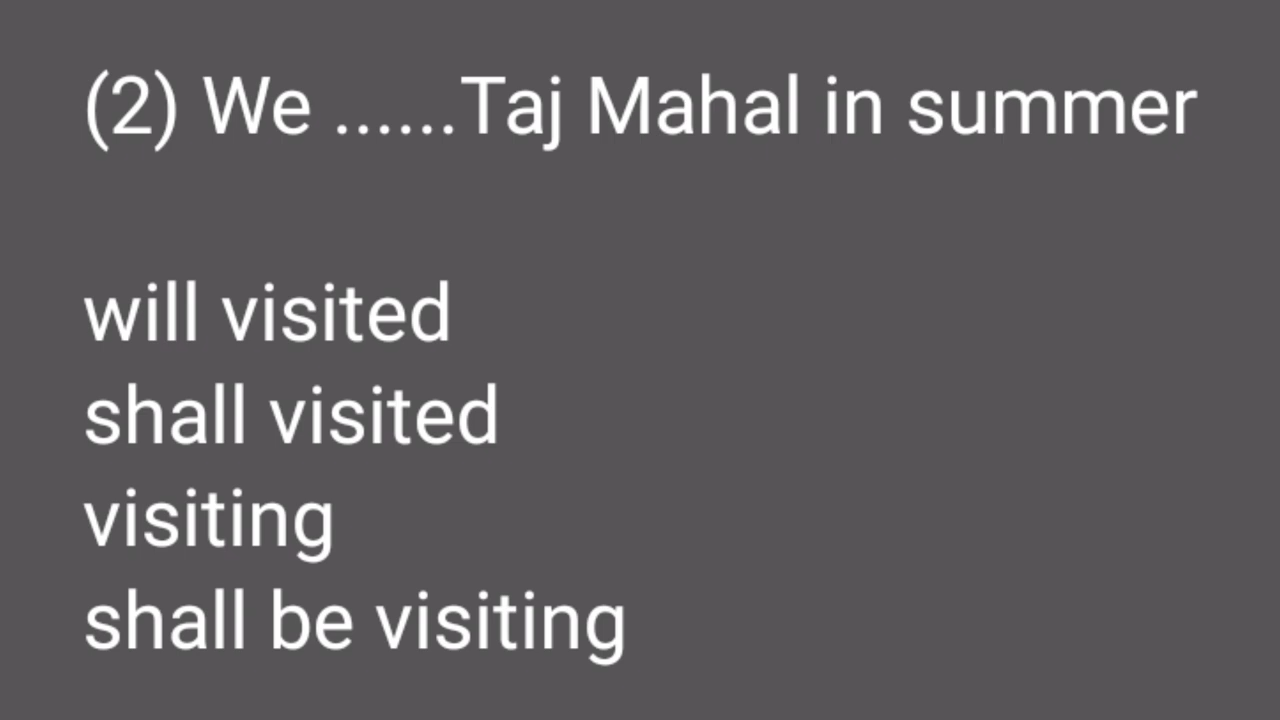 (2) We ......Taj Mahal in summer
will visited
shall visited
visiting
shall be visiting